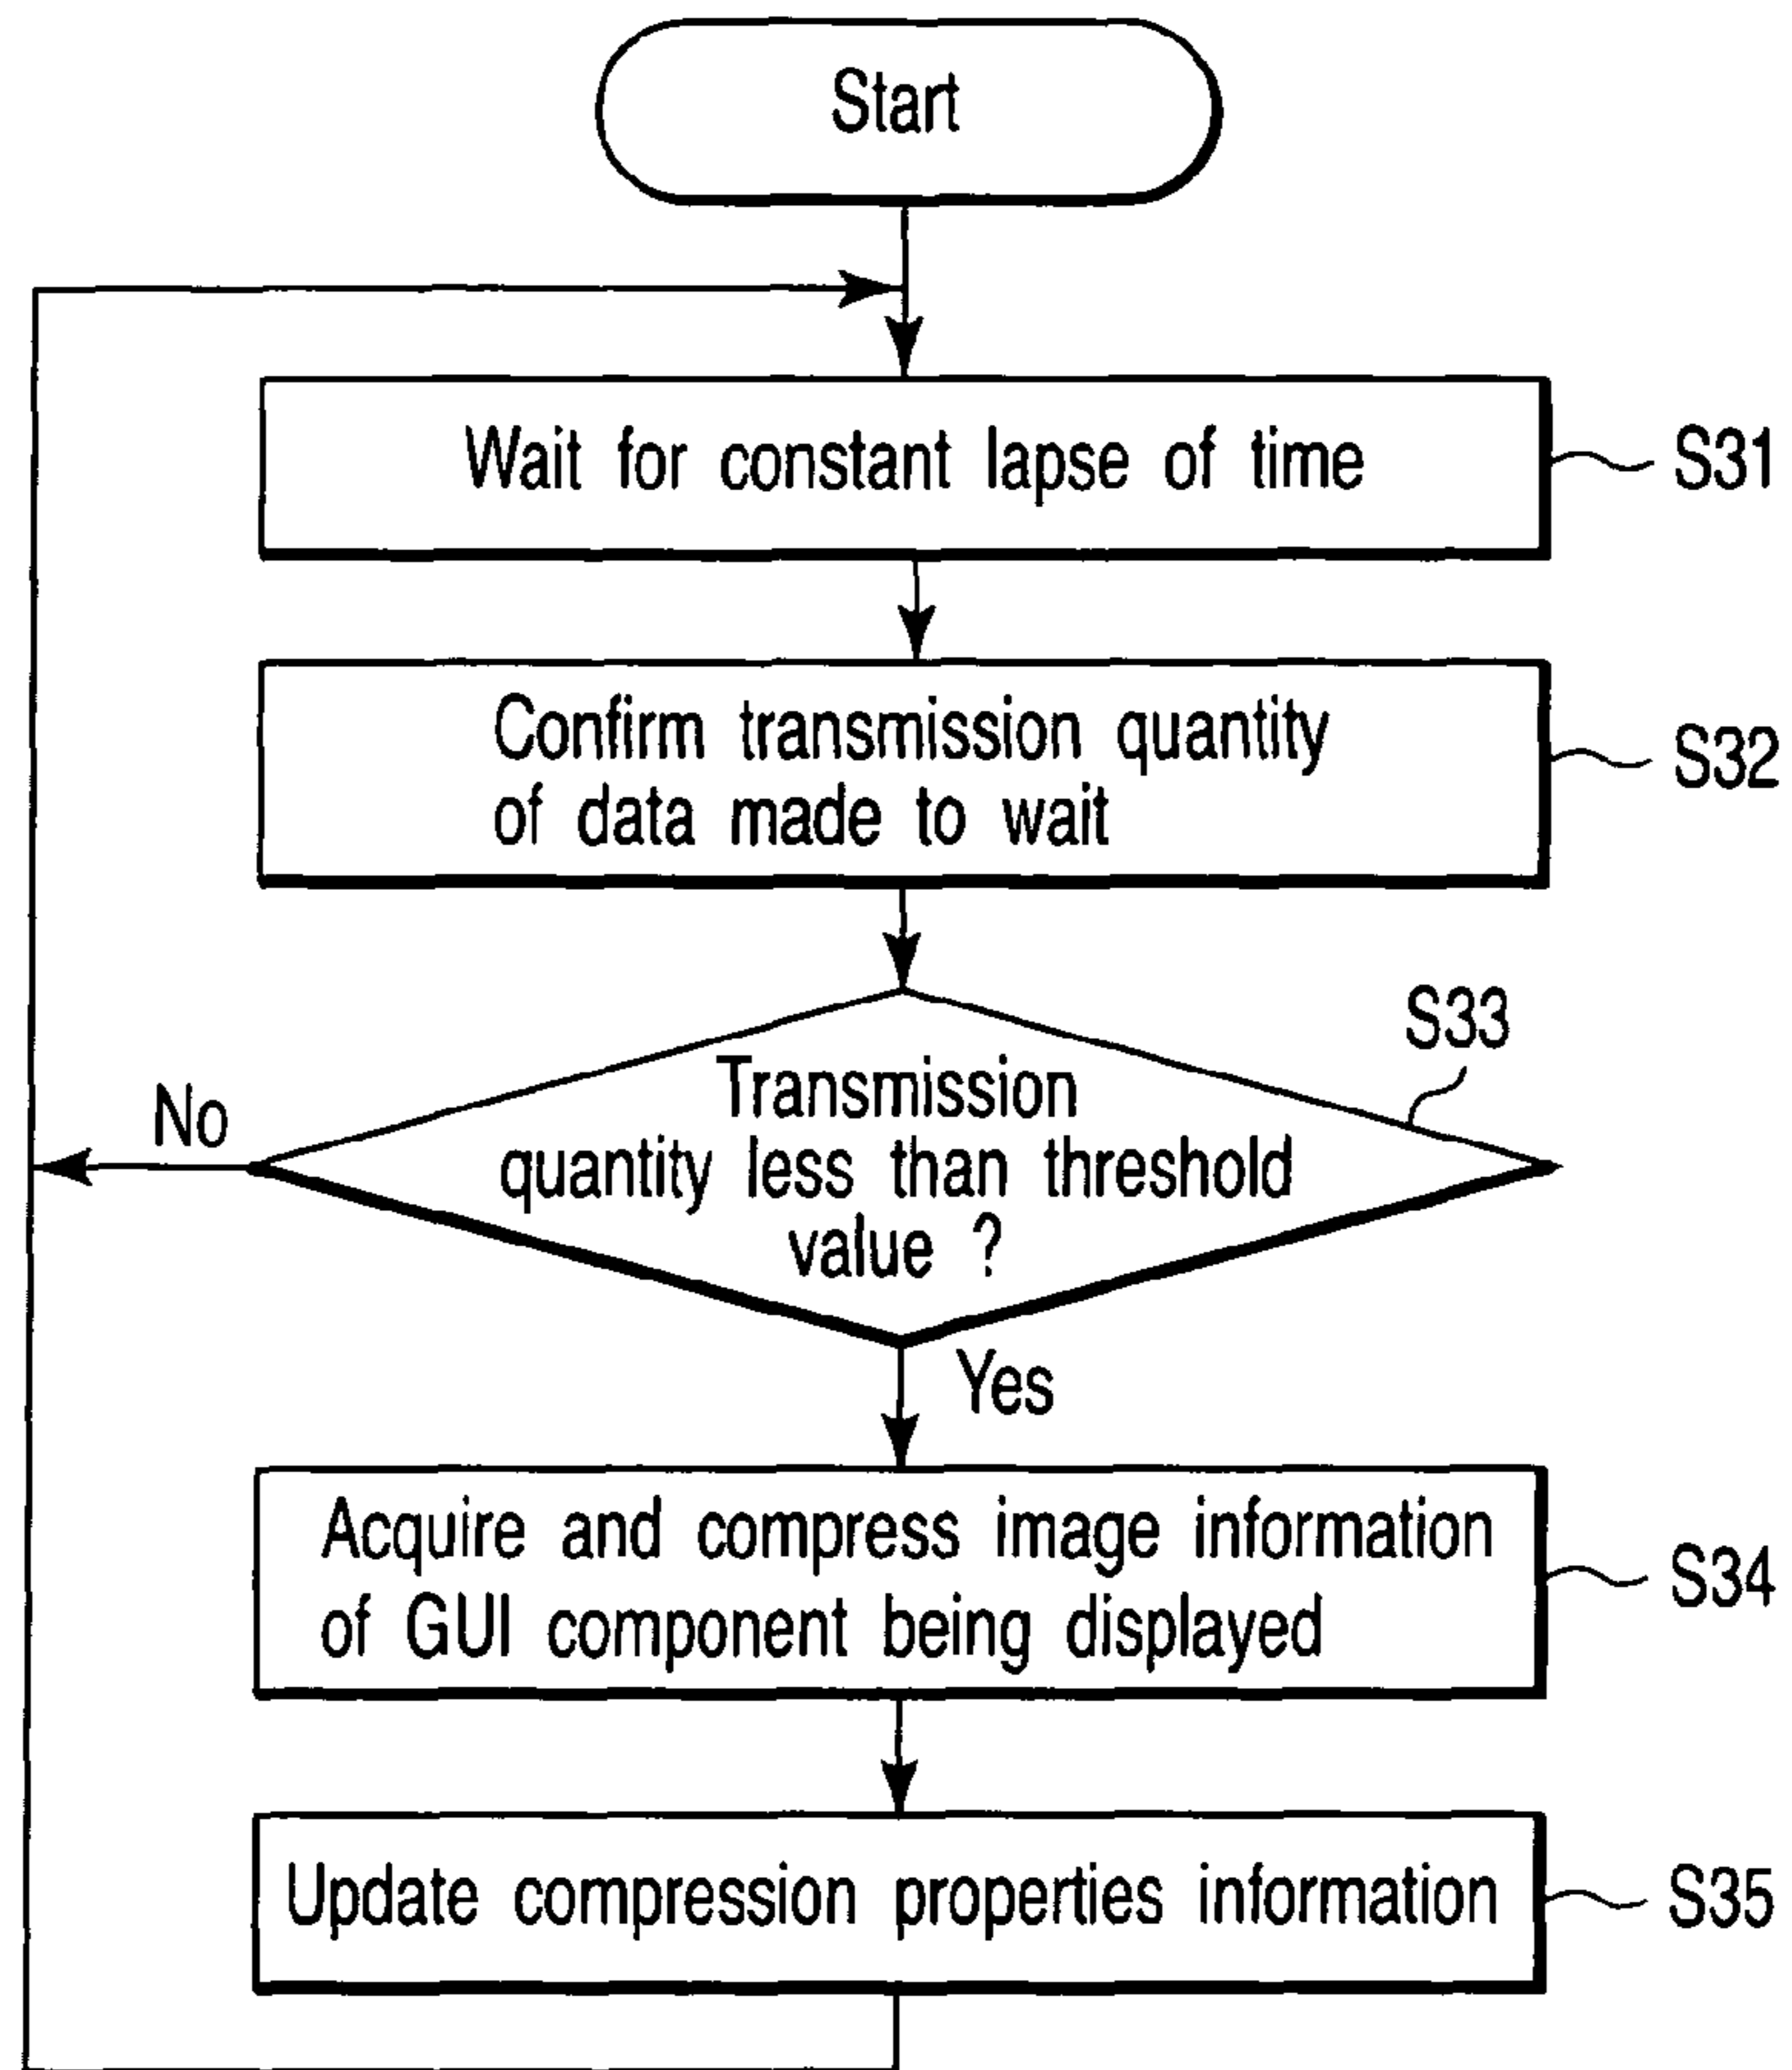 Start
Wait for constant lapse of time
S31
Confirm transmission quantity
of data made to wait
S32
S33
Transmission
quantity less than threshold
value ?
No
Yes
Acquire and compress image information
of GUI component being displayed
S34
Update compression properties information
S35